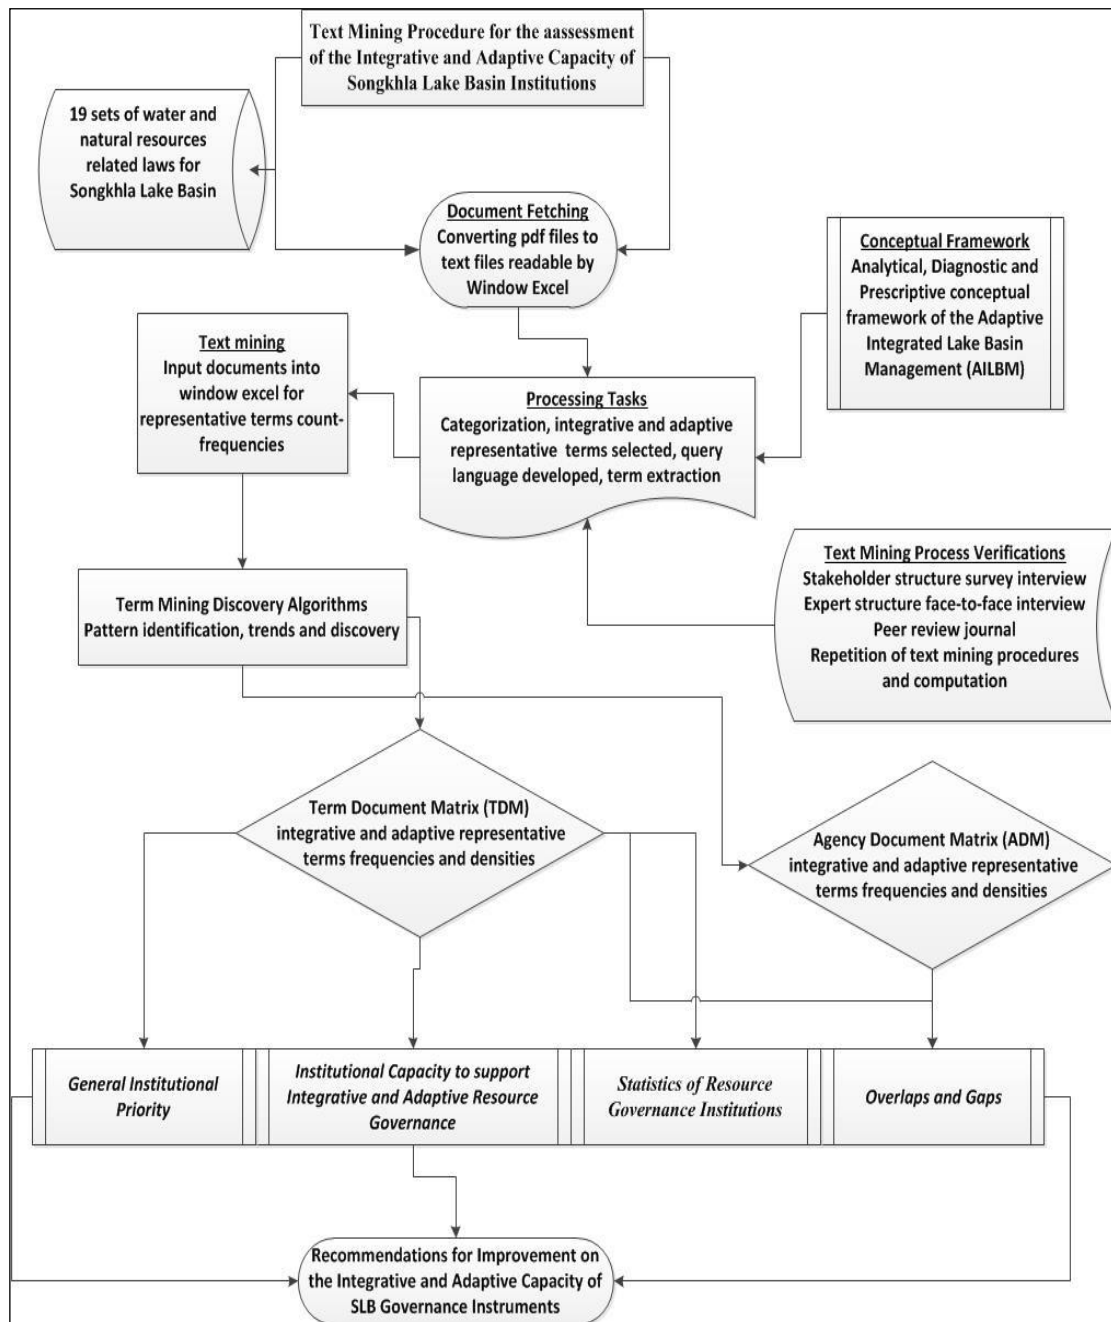 Text Mining Procedure for the aassessment
of the Integrative and Adaptive Capacity of
Songkhla Lake Basin Institutions
19 sets of water and
natural resources
related laws for
Songkhla Lake Basin
Document Fetching
Converting pdf files to
text files readable by
Window Excel
Conceptual Framework
Analytical, Diagnostic and
Prescriptive conceptual
framework of the Adaptive
Integrated Lake Basin
Management (AILBM)
Text mining
Input documents into
window excel for
representative terms count-
frequencies
Processing Tasks
Categorization, integrative and adaptive
representative terms selected, query
language developed, term extraction
Text Mining Process Verifications
Stakeholder structure survey interview
Expert structure face-to-face interview
Peer review journal
Repetition of text mining procedures
and computation
Term Mining Discovery Algorithms
Pattern identification, trends and discovery
Term Document Matrix (TDM)
integrative and adaptive representative
terms frequencies and densities
Agency Document Matrix (ADM)
integrative and adaptive representative
terms frequencies and densities
General Institutional
Priority
Institutional Capacity to support
Integrative and Adaptive Resource
Governance
Statistics of Resource
Governance Institutions
Overlaps and Gaps
Recommendations for Improvement on
the Integrative and Adaptive Capacity of
SLB Governance Instruments